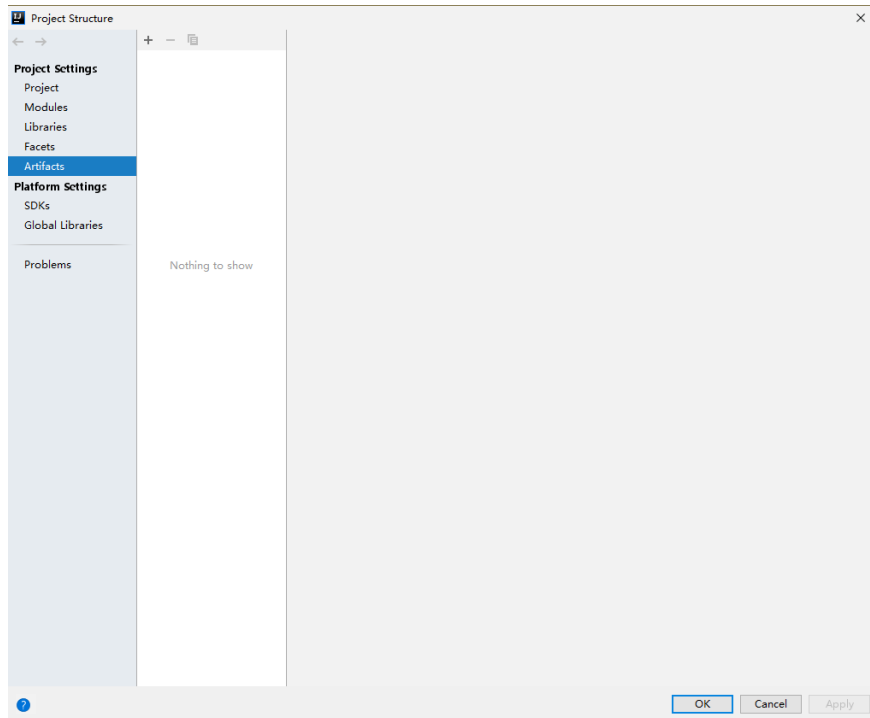 Project Structure
Project Settings
Project
Modules
Libraries
Facets
Artifacts
Platform Settings
SDKs
Global Libraries
Problems
Nothing to show
?
OK Cancel Apply